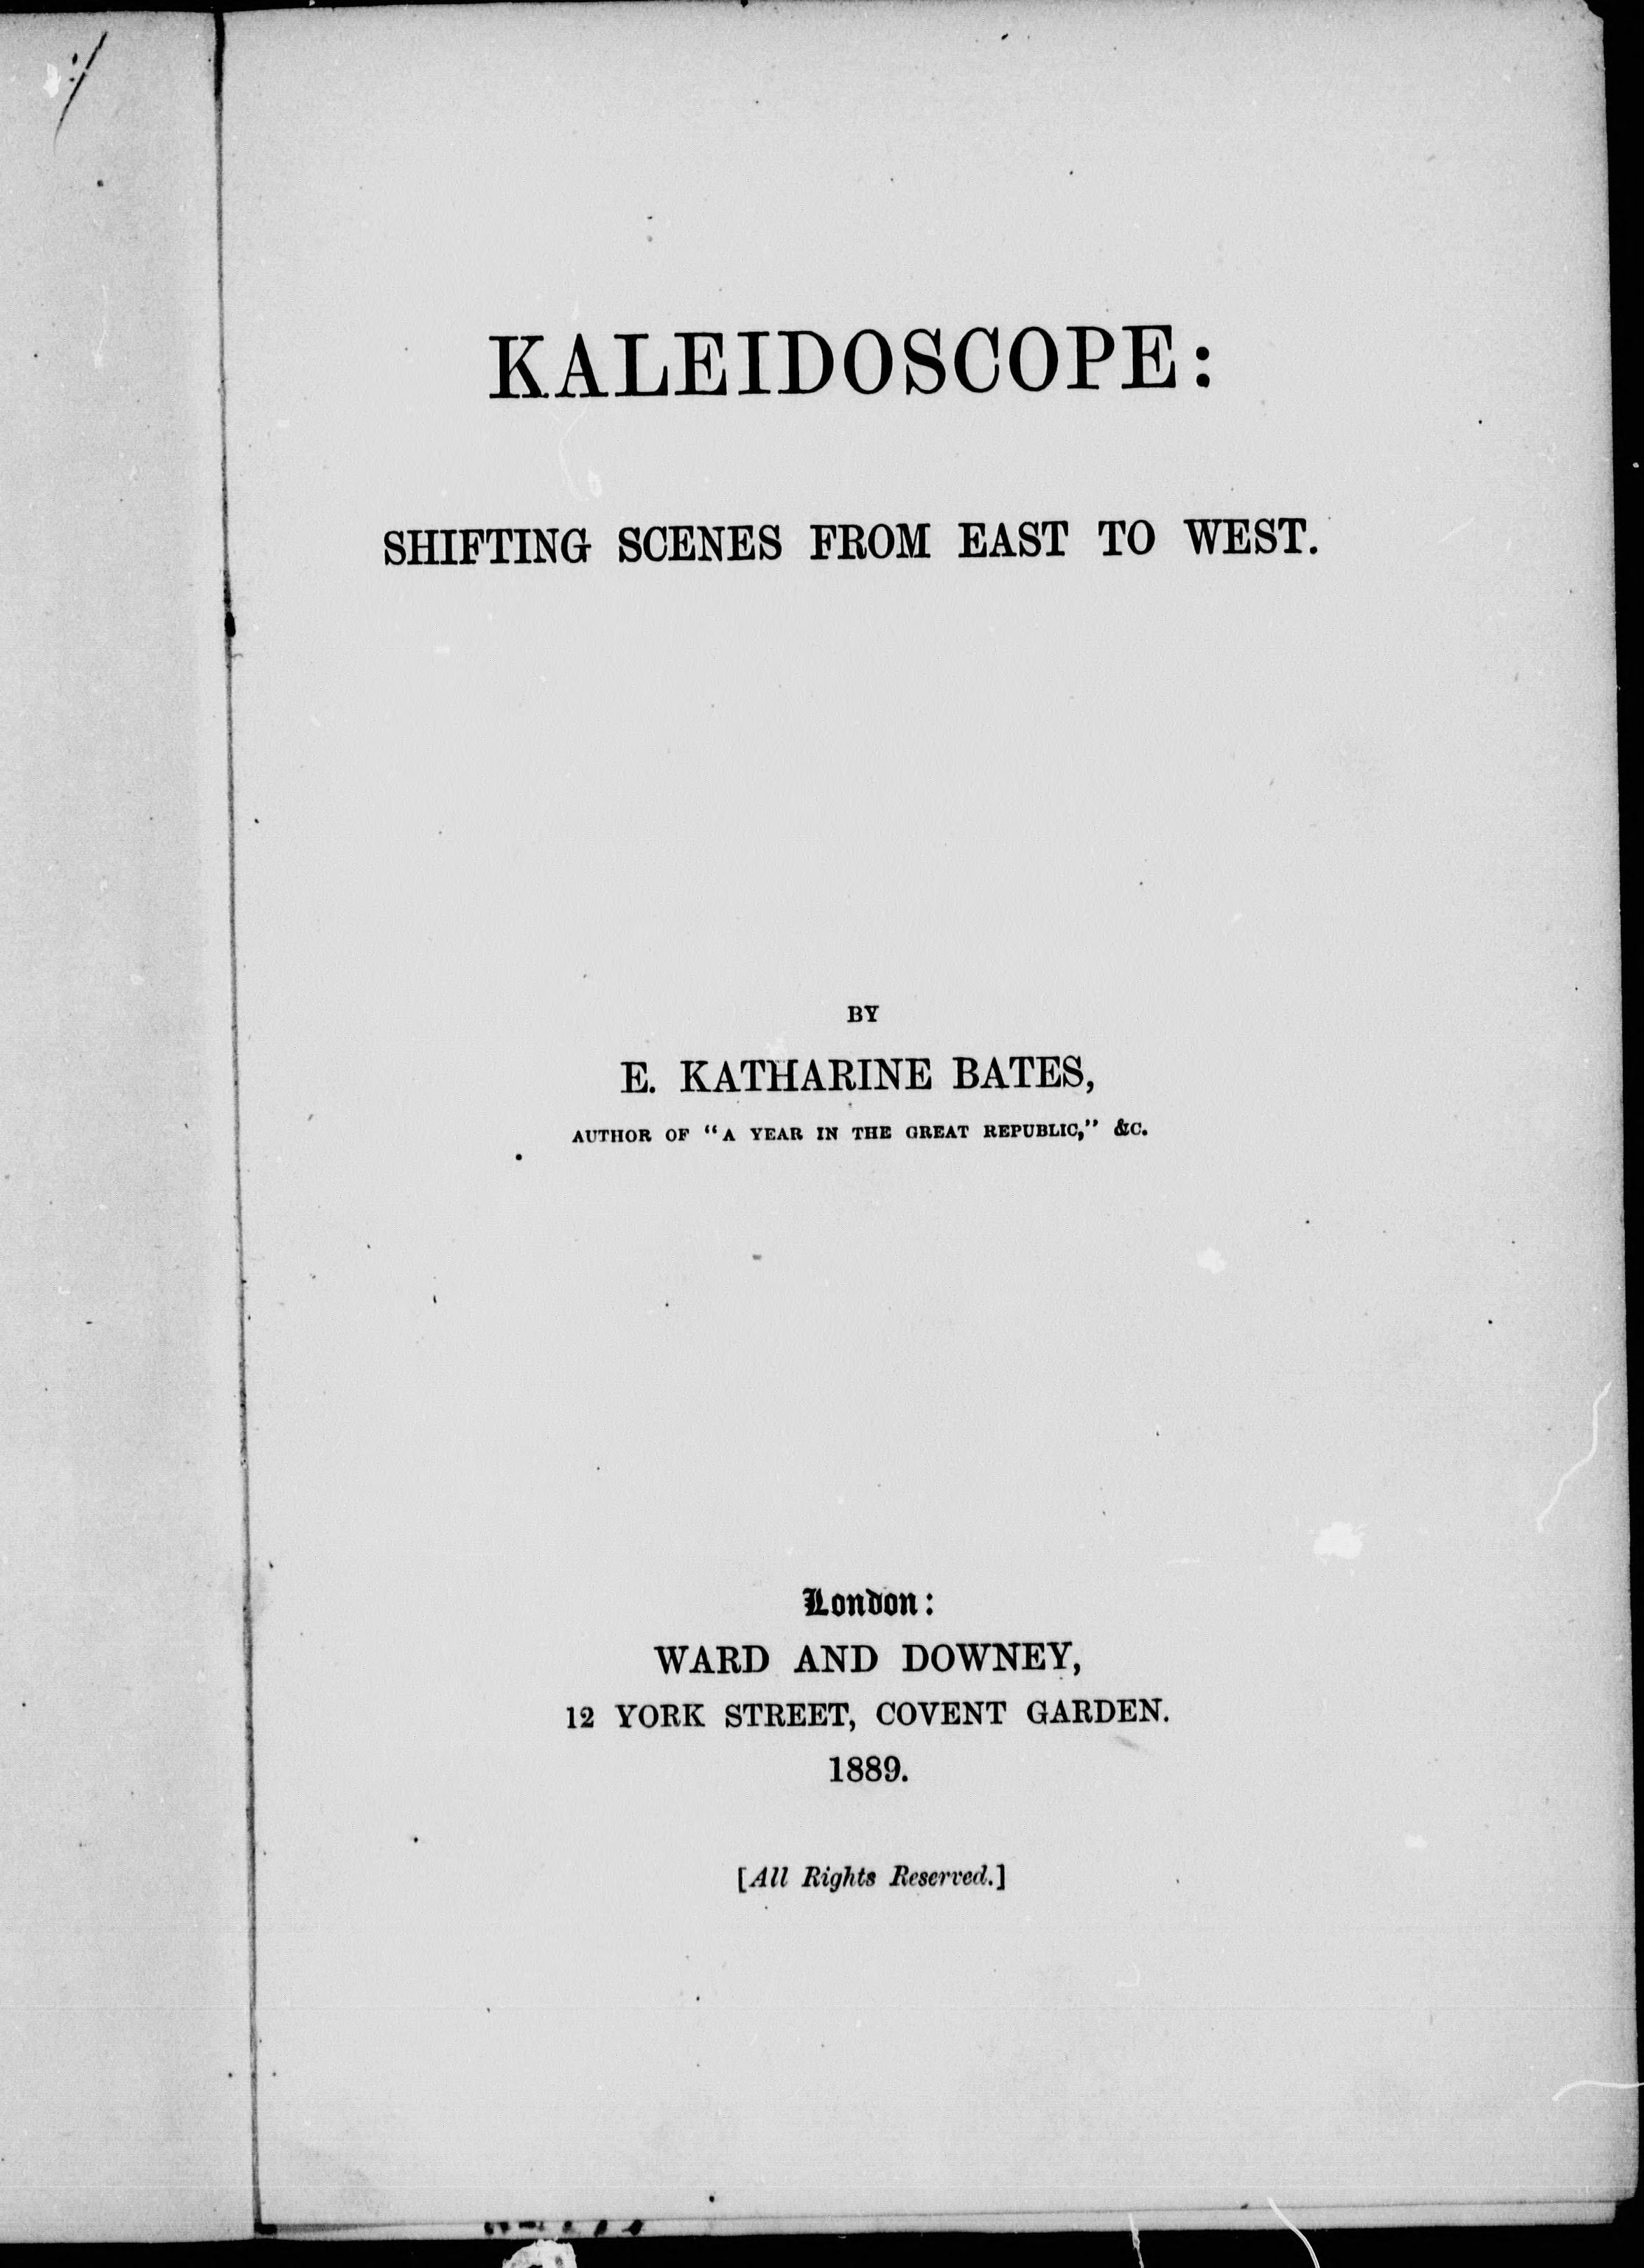 KALEIDOSCOPE:
SHIFTING SCENES FROM EAST TO WEST.
BY
E. KATHARINE BATES,
AUTHOR OF "A YEAR IN THE GREAT REPUBLIC," &C.
London:
WARD AND DOWNEY,
12 YORK STREET, COVENT GARDEN.
1889.
[All Rights Reserved.]